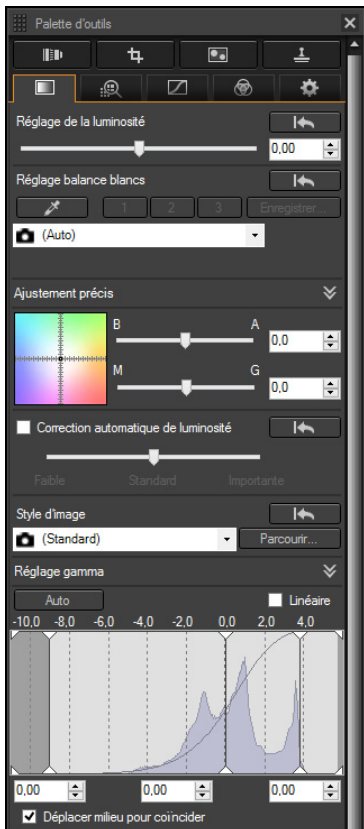 Palette d'outils
Réglage de la luminosité
0,00
Réglage balance blancs
1 2 3 Enregistrer...
(Auto)
Ajustement précis
B A
0,0
M G
0,0
Correction automatique de luminosité
Faible Standard Importante
Style d'image
(Standard) Parcourir...
Réglage gamma
Auto Linéaire
-10,0 -8,0 -6,0 -4,0 -2,0 0,0 2,0 4,0
0,00 0,00 0,00
Déplacer milieu pour coïncider